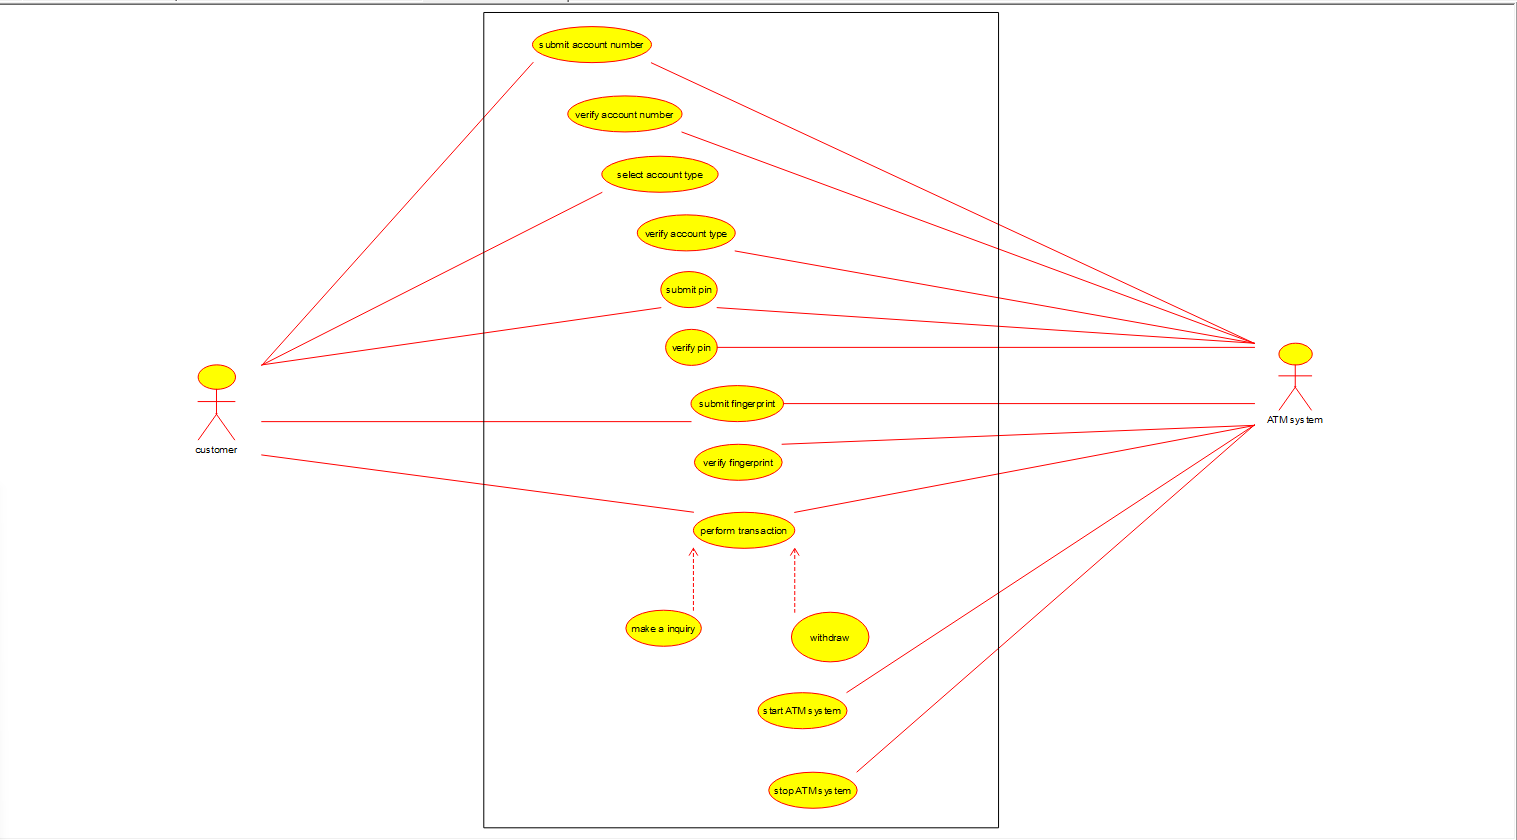 submit account number
verify account number
select account type
verify account type
submit pin
verify pin
submit fingerprint
verify fingerprint
customer
ATM system
perform transaction
make a inquiry
withdraw
start ATM system
stop ATM system